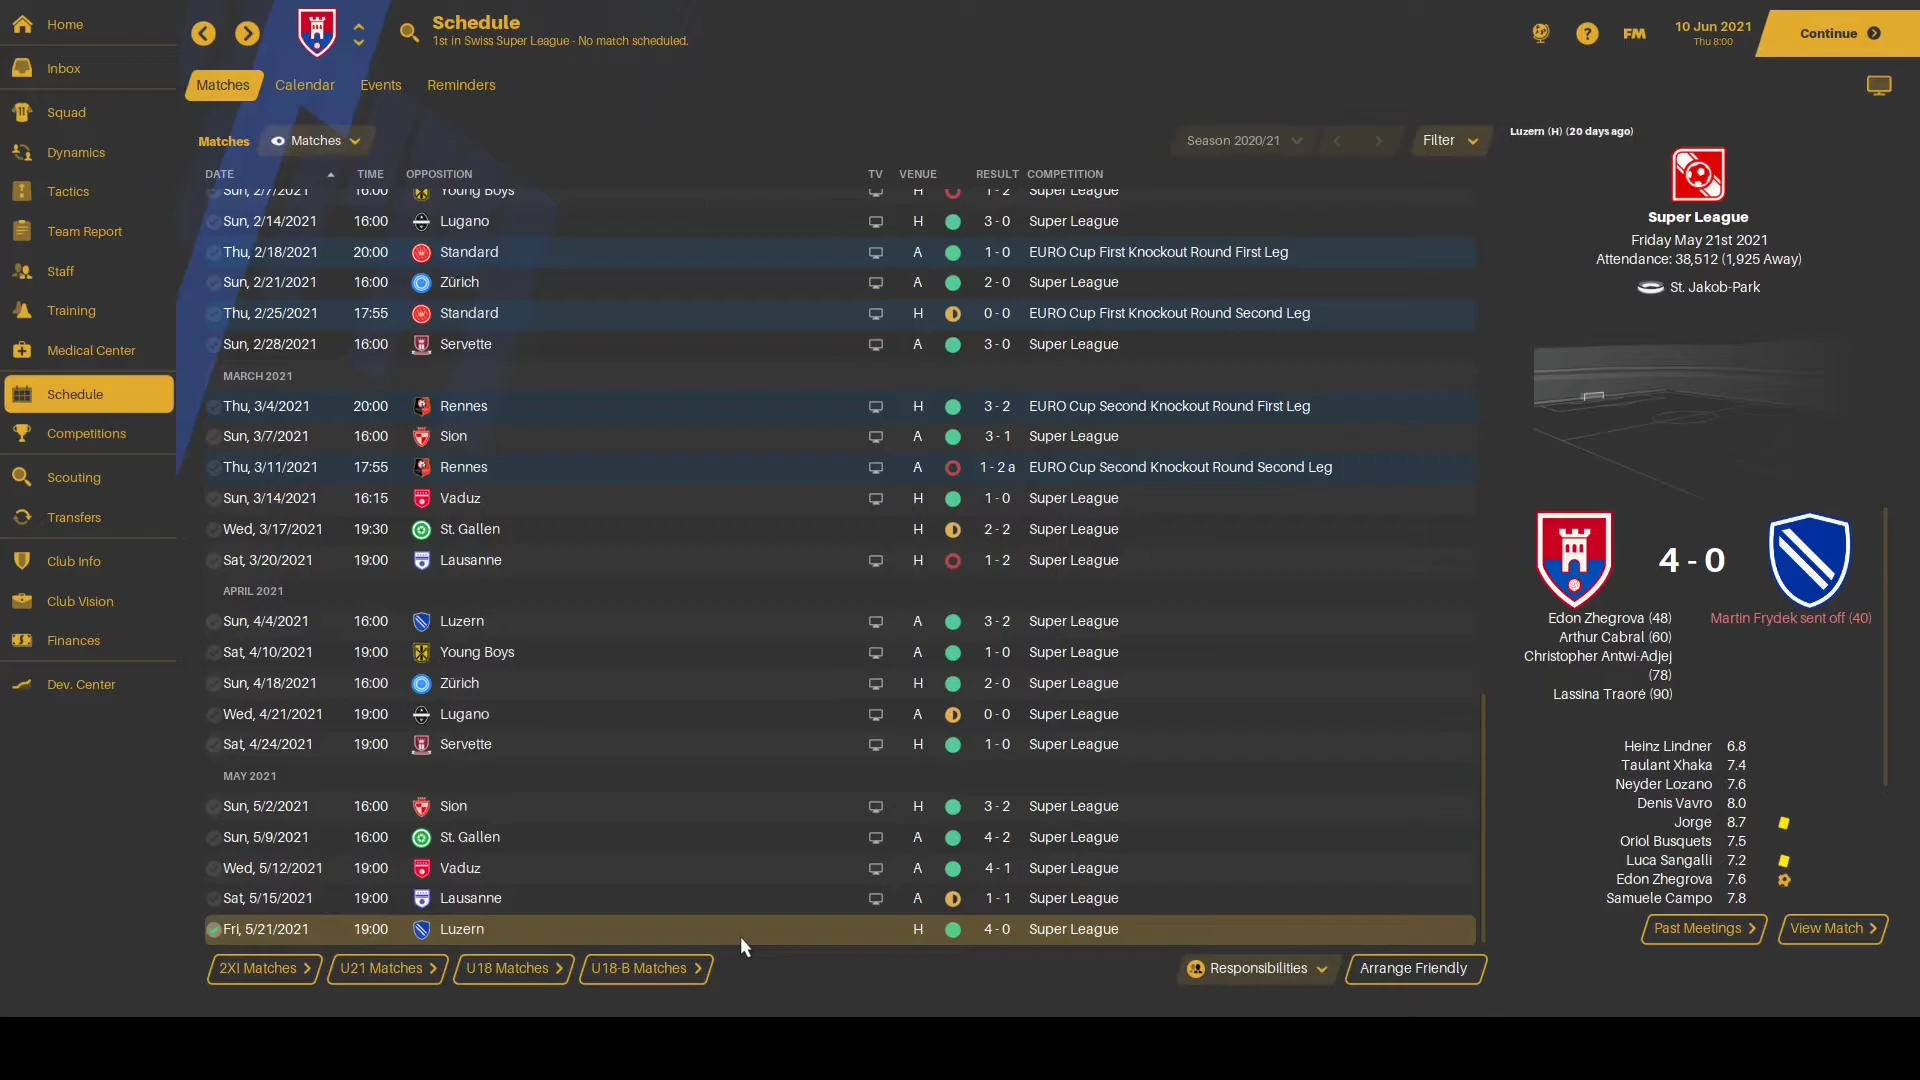 Home
Inbox
Squad
Dynamics
Tactics
Team Report
Staff
Training
Medical Center
Schedule
Competitions
Scouting
Transfers
Club Info
Club Vision
Finances
Dev. Center
Schedule
1st in Swiss Super League - No match scheduled.
FM
10 Jun 2021
Thu 8:00
Continue
Matches Calendar Events Reminders
Matches Matches Season 2020/21 Filter
DATE TIME OPPOSITION TV VENUE RESULT COMPETITION
Sun, 2/7/2021 16:00 Young Boys H 1 - 2 Super League
Sun, 2/14/2021 16:00 Lugano H 3 - 0 Super League
Thu, 2/18/2021 20:00 Standard A 1 - 0 EURO Cup First Knockout Round First Leg
Sun, 2/21/2021 16:00 Zürich A 2 - 0 Super League
Thu, 2/25/2021 17:55 Standard H 0 - 0 EURO Cup First Knockout Round Second Leg
Sun, 2/28/2021 16:00 Servette A 3 - 0 Super League
MARCH 2021
Thu, 3/4/2021 20:00 Rennes H 3 - 2 EURO Cup Second Knockout Round First Leg
Sun, 3/7/2021 16:00 Sion A 3 - 1 Super League
Thu, 3/11/2021 17:55 Rennes A 1 - 2 a EURO Cup Second Knockout Round Second Leg
Sun, 3/14/2021 16:15 Vaduz H 1 - 0 Super League
Wed, 3/17/2021 19:30 St. Gallen H 2 - 2 Super League
Sat, 3/20/2021 19:00 Lausanne H 1 - 2 Super League
APRIL 2021
Sun, 4/4/2021 16:00 Luzern A 3 - 2 Super League
Sat, 4/10/2021 19:00 Young Boys A 1 - 0 Super League
Sun, 4/18/2021 16:00 Zürich H 2 - 0 Super League
Wed, 4/21/2021 19:00 Lugano A 0 - 0 Super League
Sat, 4/24/2021 19:00 Servette H 1 - 0 Super League
MAY 2021
Sun, 5/2/2021 16:00 Sion H 3 - 2 Super League
Sun, 5/9/2021 16:00 St. Gallen A 4 - 2 Super League
Wed, 5/12/2021 19:00 Vaduz A 4 - 1 Super League
Sat, 5/15/2021 19:00 Lausanne A 1 - 1 Super League
Fri, 5/21/2021 19:00 Luzern H 4 - 0 Super League
2XI Matches U21 Matches U18 Matches U18-B Matches Responsibilities Arrange Friendly
Luzern (H) (20 days ago)
Super League
Friday May 21st 2021
Attendance: 38,512 (1,925 Away)
St. Jakob-Park
4 - 0
Edon Zhegrova (48) Martin Frydek sent off (40)
Arthur Cabral (60)
Christopher Antwi-Adjej
(78)
Lassina Traoré (90)
Heinz Lindner 6.8
Taulant Xhaka 7.4
Neyder Lozano 7.6
Denis Vavro 8.0
Jorge 8.7
Oriol Busquets 7.5
Luca Sangalli 7.2
Edon Zhegrova 7.6
Samuele Campo 7.8
Past Meetings View Match